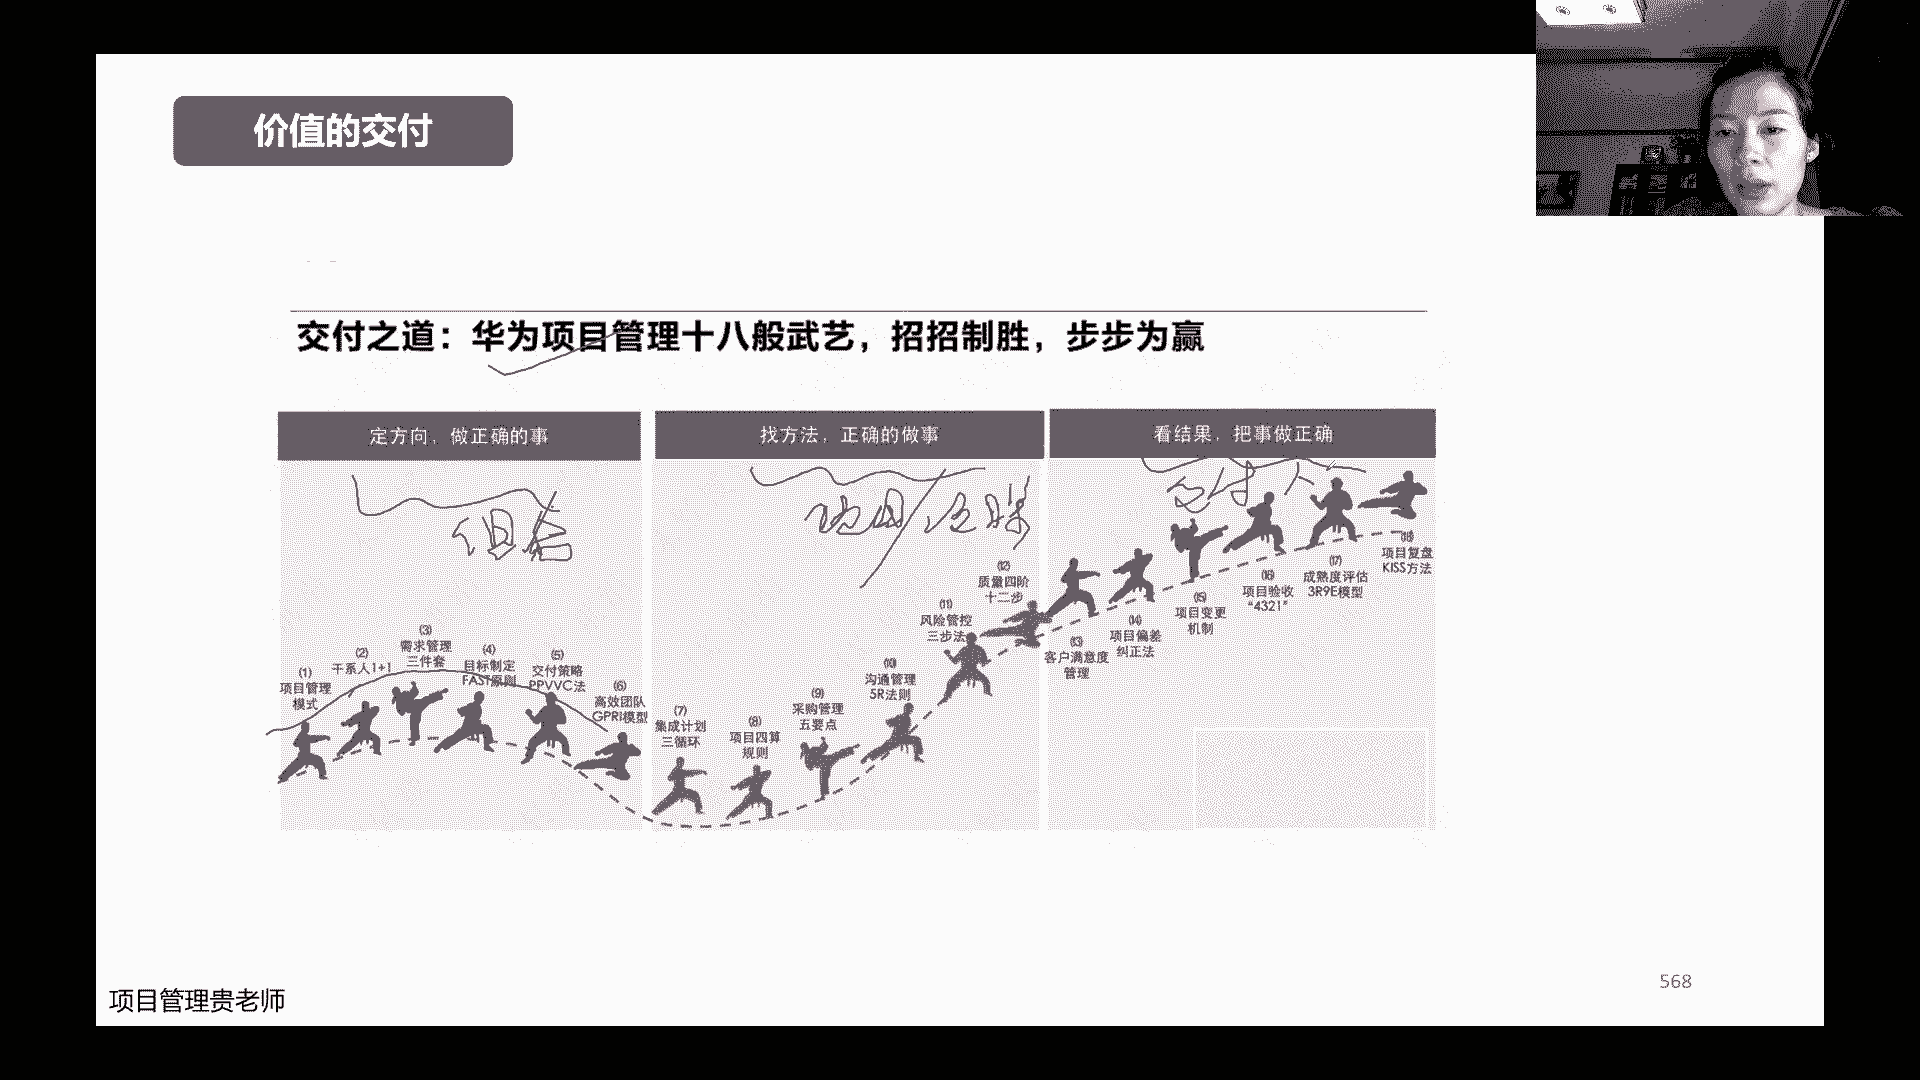 价值的交付
交付之道：华为项目管理十八般武艺，招招制胜，步步为赢
定方向，做正确的事
找方法，正确的做事
看结果，把事做正确
(1)
项目管理
模式
(2)
干系人1+1
(3)
需求管理
三件套
(4)
目标制定
FAST原则
(5)
交付策略
PPVVC法
(6)
高效团队
GPRI模型
(7)
集成计划
三循环
(8)
项目四算
规则
(9)
采购管理
五要点
(10)
沟通管理
5R法则
(11)
风险管控
三步法
(12)
质量四阶
十二步
(13)
客户满意度
管理
(14)
项目偏差
纠正法
(15)
项目变更
机制
(16)
项目验收
“4321”
(17)
成熟度评估
3R9E模型
(18)
项目复盘
KISS方法
项目管理贵老师
568